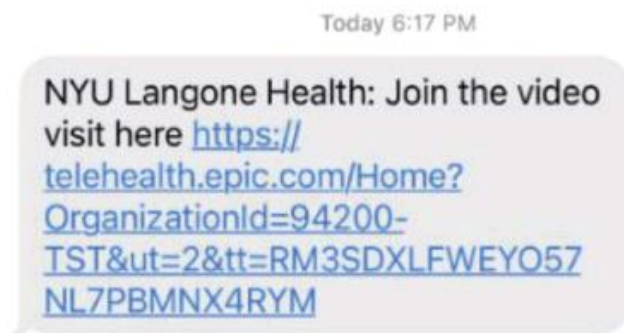 Today 6:17 PM
NYU Langone Health: Join the video
visit here https://
telehealth.epic.com/Home?
OrganizationId=94200-
TST&ut=2&tt=RM3SDXLFWEYO57
NL7PBMNX4RYM